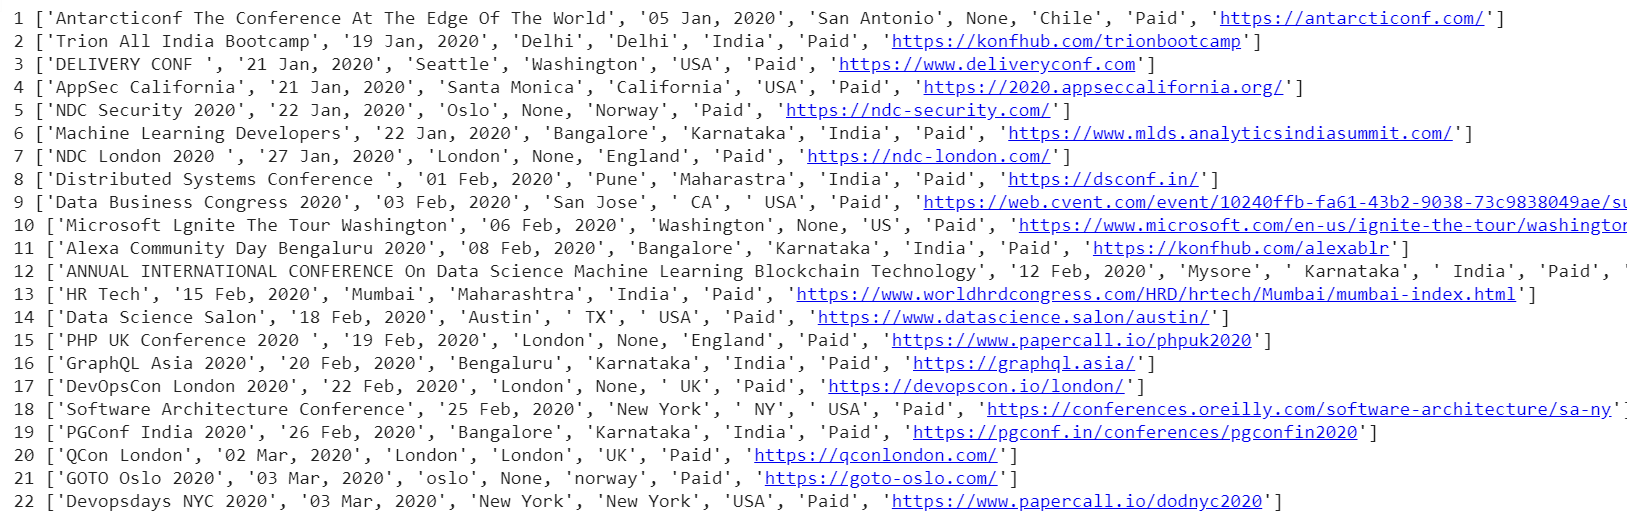 1 ['Antarcticonf The Conference At The Edge Of The World', '05 Jan, 2020', 'San Antonio', None, 'Chile', 'Paid', 'https://antarcticonf.com/']
2 ['Trion All India Bootcamp', '19 Jan, 2020', 'Delhi', 'Delhi', 'India', 'Paid', 'https://konfhub.com/trionbootcamp']
3 ['DELIVERY CONF ', '21 Jan, 2020', 'Seattle', 'Washington', 'USA', 'Paid', 'https://www.deliveryconf.com']
4 ['AppSec California', '21 Jan, 2020', 'Santa Monica', 'California', 'USA', 'Paid', 'https://2020.appseccalifornia.org/']
5 ['NDC Security 2020', '22 Jan, 2020', 'Oslo', None, 'Norway', 'Paid', 'https://ndc-security.com/']
6 ['Machine Learning Developers', '22 Jan, 2020', 'Bangalore', 'Karnataka', 'India', 'Paid', 'https://www.mlds.analyticsindiasummit.com/']
7 ['NDC London 2020 ', '27 Jan, 2020', 'London', None, 'England', 'Paid', 'https://ndc-london.com/']
8 ['Distributed Systems Conference ', '01 Feb, 2020', 'Pune', 'Maharastra', 'India', 'Paid', 'https://dsconf.in/']
9 ['Data Business Congress 2020', '03 Feb, 2020', 'San Jose', ' CA', ' USA', 'Paid', 'https://web.cvent.com/event/10240ffb-fa61-43b2-9038-73c9838049ae/su
10 ['Microsoft Lgnite The Tour Washington', '06 Feb, 2020', 'Washington', None, 'US', 'Paid', 'https://www.microsoft.com/en-us/ignite-the-tour/washington
11 ['Alexa Community Day Bengaluru 2020', '08 Feb, 2020', 'Bangalore', 'Karnataka', 'India', 'Paid', 'https://konfhub.com/alexablr']
12 ['ANNUAL INTERNATIONAL CONFERENCE On Data Science Machine Learning Blockchain Technology', '12 Feb, 2020', 'Mysore', ' Karnataka', ' India', 'Paid', '
13 ['HR Tech', '15 Feb, 2020', 'Mumbai', 'Maharashtra', 'India', 'Paid', 'https://www.worldhrdcongress.com/HRD/hrtech/Mumbai/mumbai-index.html']
14 ['Data Science Salon', '18 Feb, 2020', 'Austin', ' TX', ' USA', 'Paid', 'https://www.datascience.salon/austin/']
15 ['PHP UK Conference 2020 ', '19 Feb, 2020', 'London', None, 'England', 'Paid', 'https://www.papercall.io/phpuk2020']
16 ['GraphQL Asia 2020', '20 Feb, 2020', 'Bengaluru', 'Karnataka', 'India', 'Paid', 'https://graphql.asia/']
17 ['DevOpsCon London 2020', '22 Feb, 2020', 'London', None, ' UK', 'Paid', 'https://devopscon.io/london/']
18 ['Software Architecture Conference', '25 Feb, 2020', 'New York', ' NY', ' USA', 'Paid', 'https://conferences.oreilly.com/software-architecture/sa-ny']
19 ['PGConf India 2020', '26 Feb, 2020', 'Bangalore', 'Karnataka', 'India', 'Paid', 'https://pgconf.in/conferences/pgconfin2020']
20 ['QCon London', '02 Mar, 2020', 'London', 'London', 'UK', 'Paid', 'https://qconlondon.com/']
21 ['GOTO Oslo 2020', '03 Mar, 2020', 'oslo', None, 'norway', 'Paid', 'https://goto-oslo.com/']
22 ['Devopsdays NYC 2020', '03 Mar, 2020', 'New York', 'New York', 'USA', 'Paid', 'https://www.papercall.io/dodnyc2020']